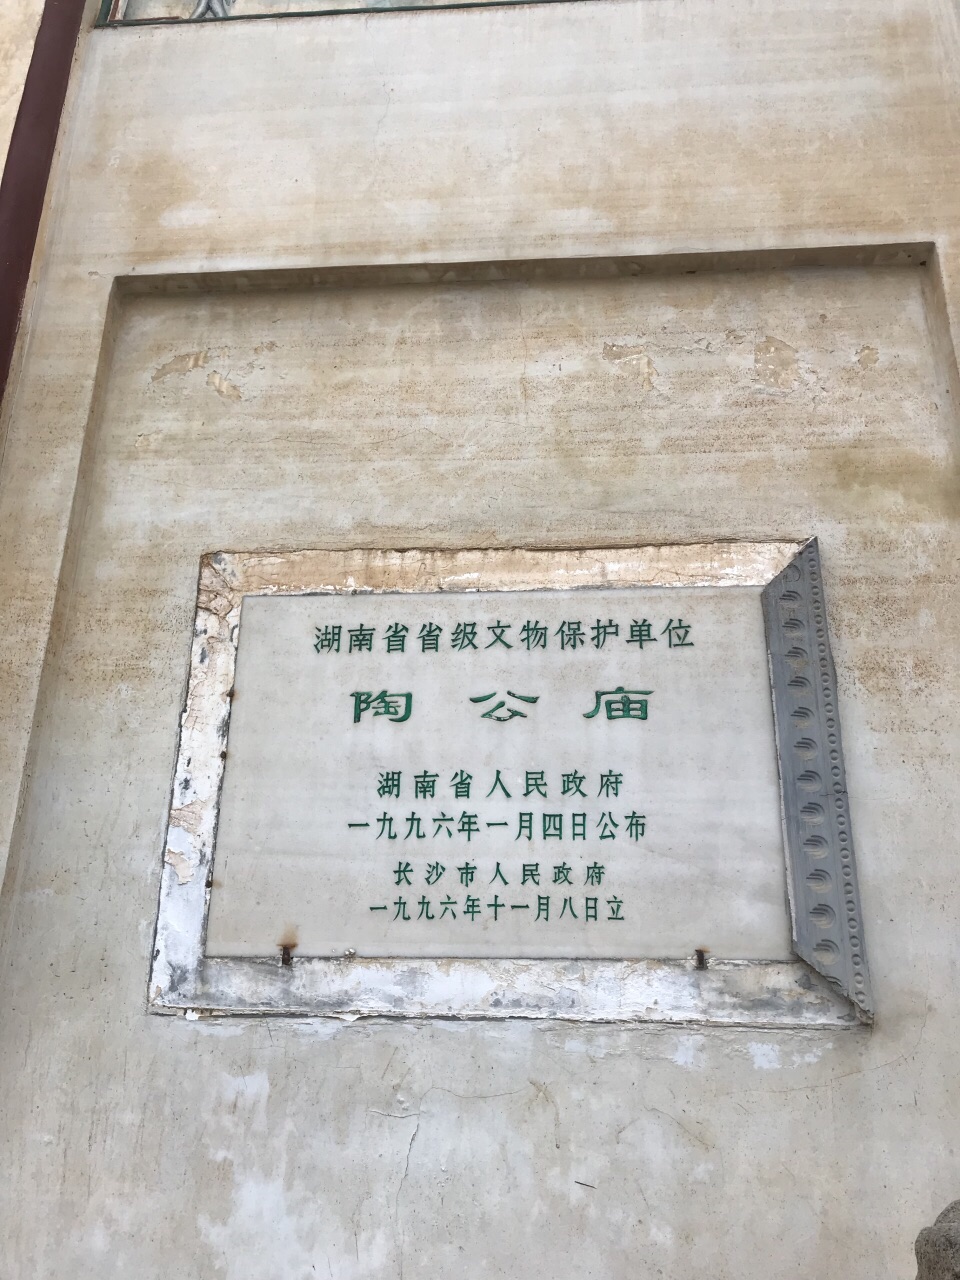 湖南省省级文物保护单位
陶公庙
湖南省人民政府
一九九六年一月四日公布
长沙市人民政府
一九九六年十一月八日立